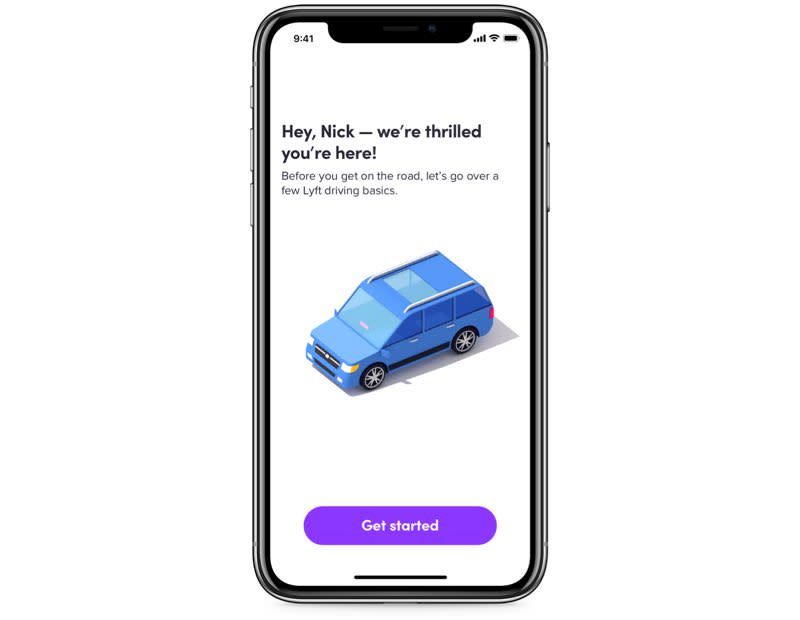 9:41
Hey, Nick — we’re thrilled
you’re here!
Before you get on the road, let’s go over a
few Lyft driving basics.
Get started